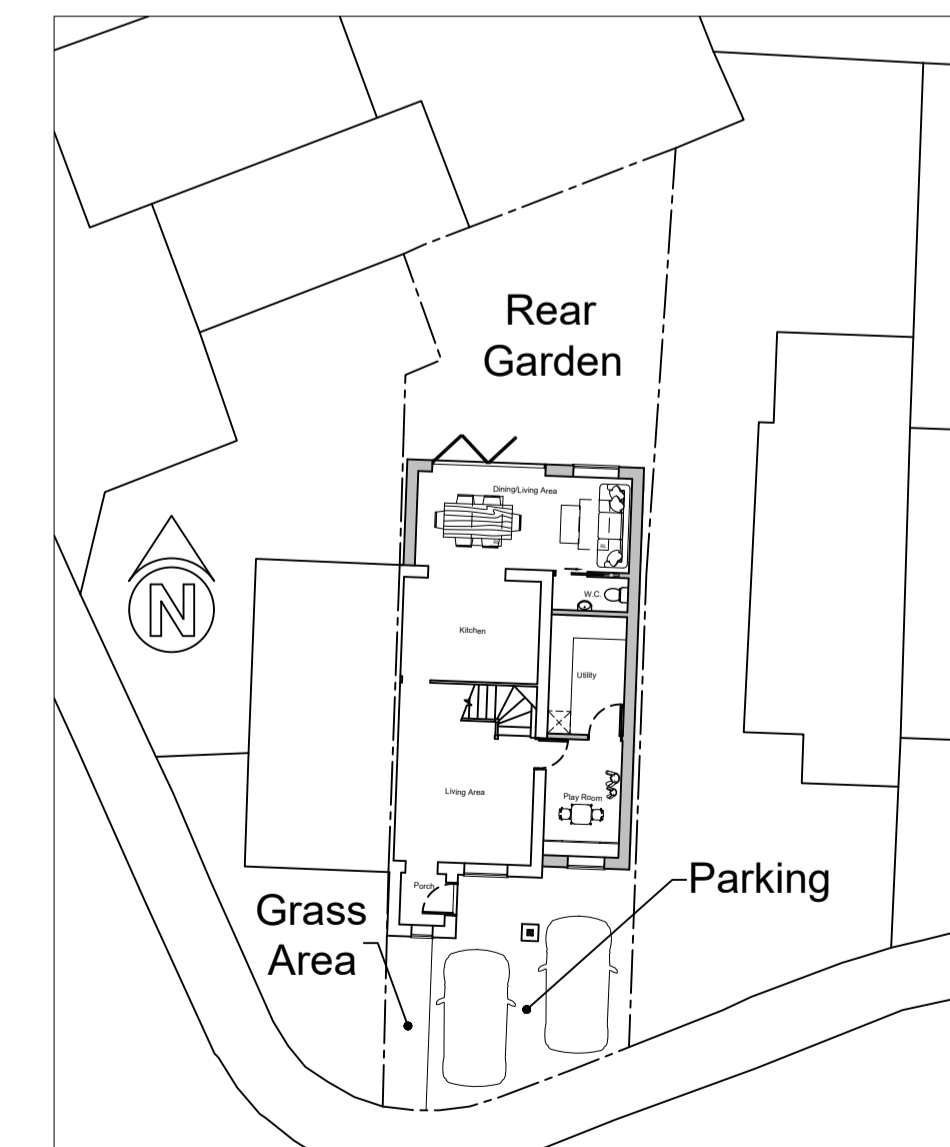 Rear
Garden
Dining/Living Area
W.C.
N
Kitchen
Utility
Living Area
Play Room
Porch
Parking
Grass
Area